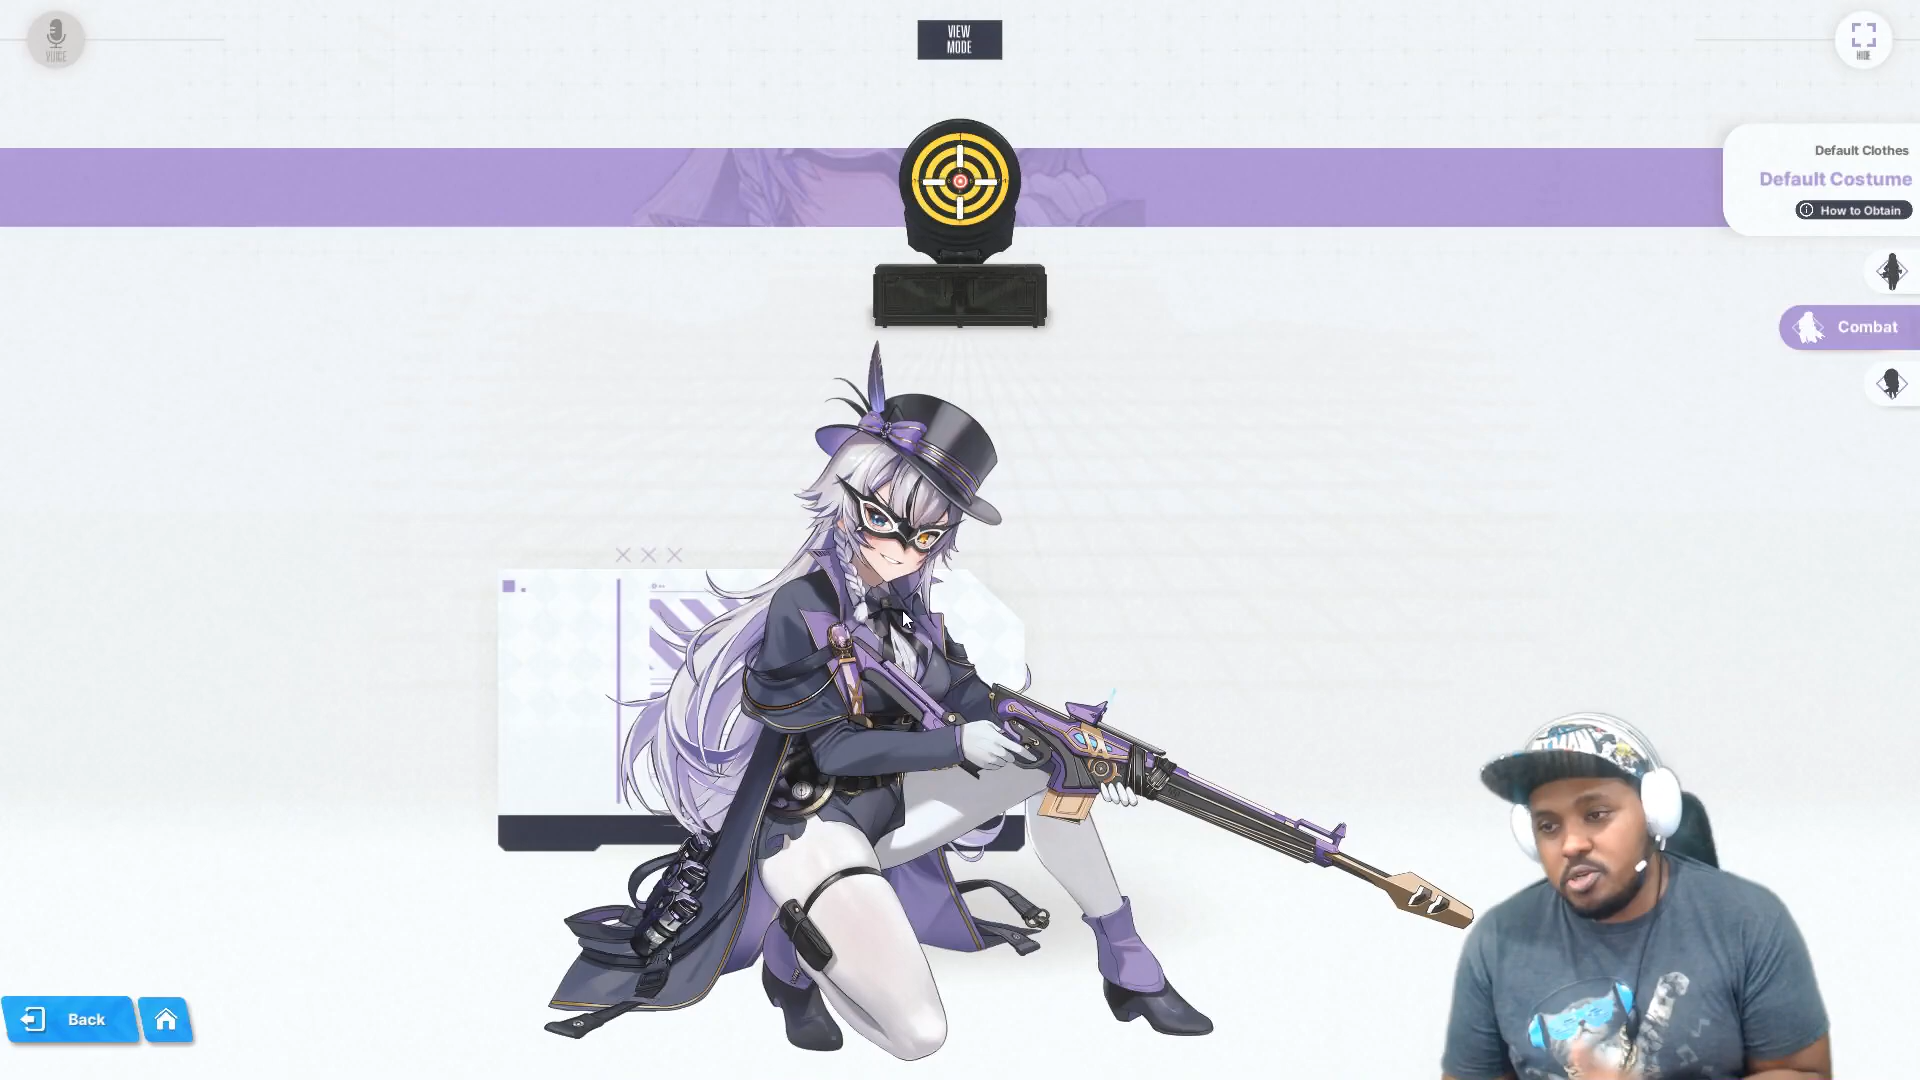 VOICE
VIEW
MODE
HIDE
Default Clothes
Default Costume
How to Obtain
Combat
Back